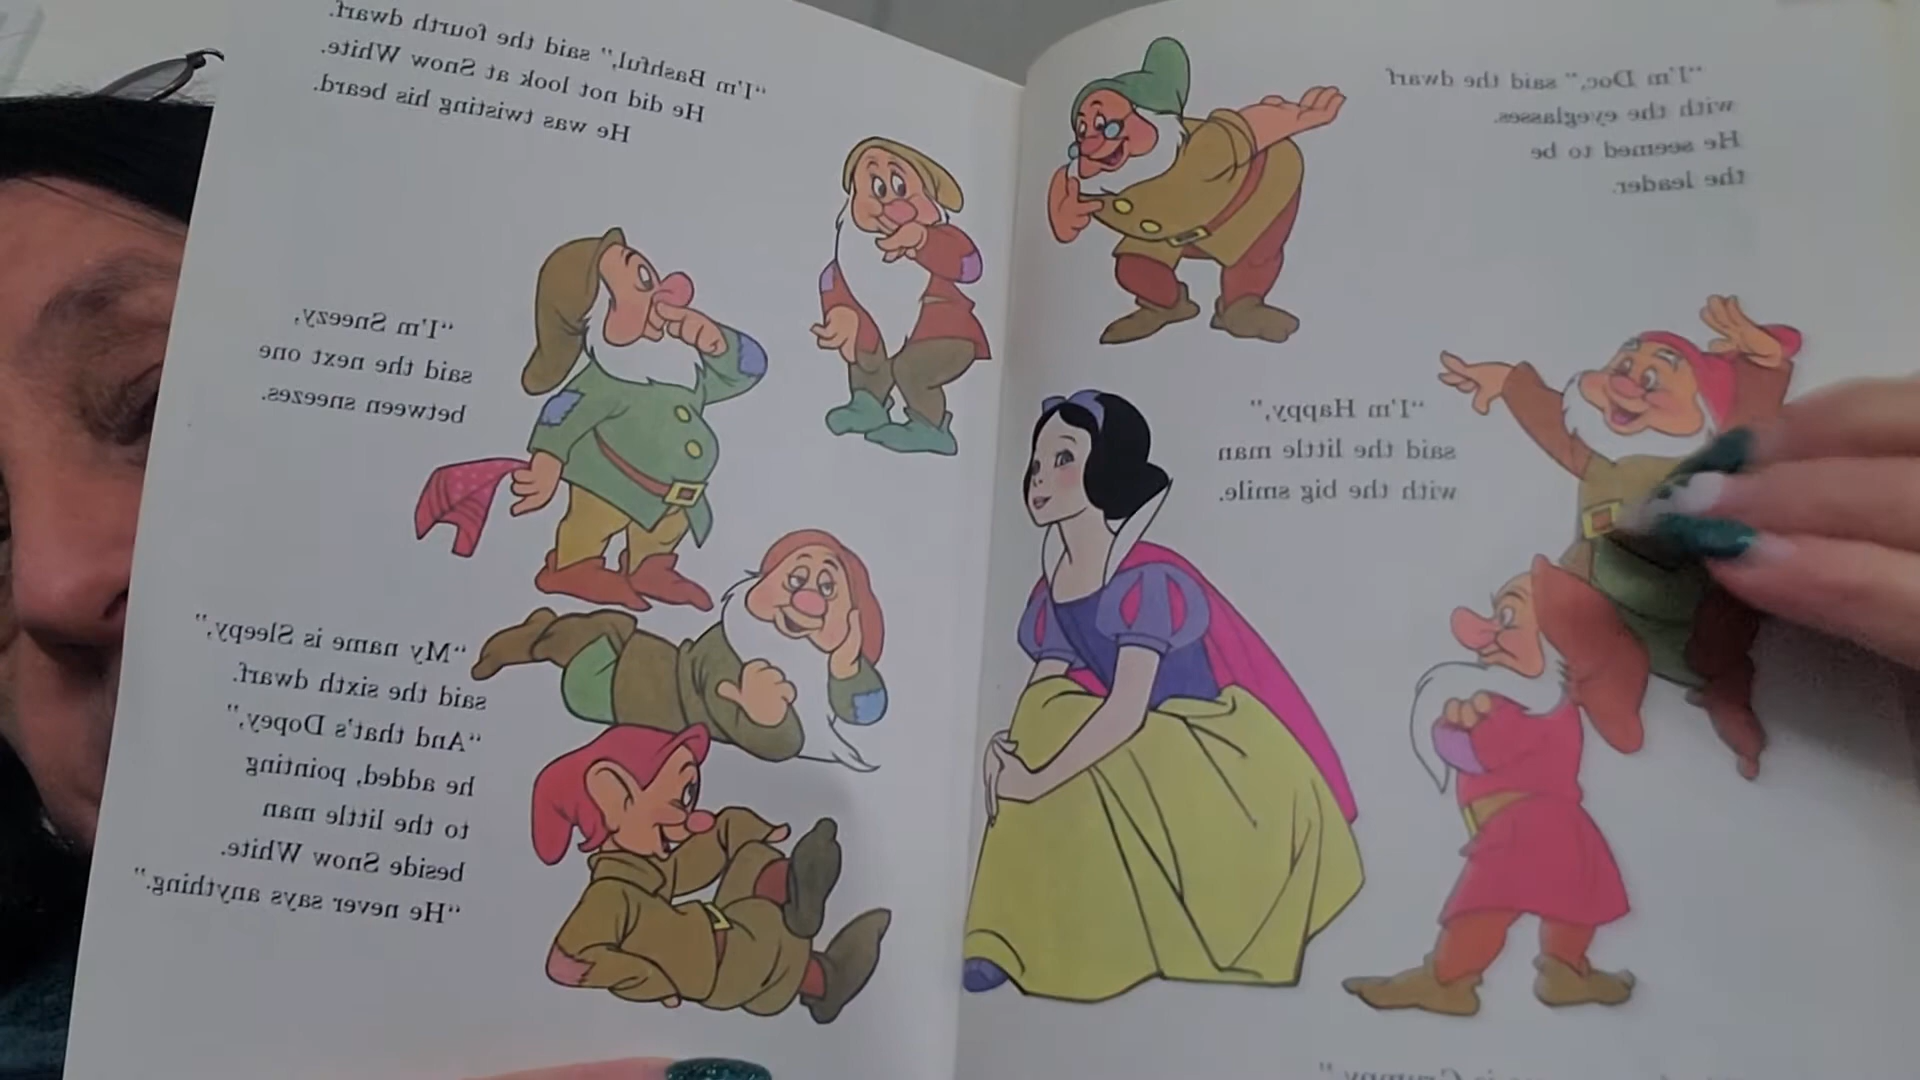 "I'm Doc," said the dwarf
with the eyeglasses.
He seemed to be
the leader.
"I'm Happy,"
said the little man
with the big smile.
is Grumpy,"
"I'm Bashful," said the fourth dwarf.
He did not look at Snow White.
He was twisting his beard.
"I'm Sneezy,
said the next one
between sneezes.
"My name is Sleepy,"
said the sixth dwarf.
"And that's Dopey,"
he added, pointing
to the little man
beside Snow White.
"He never says anything."